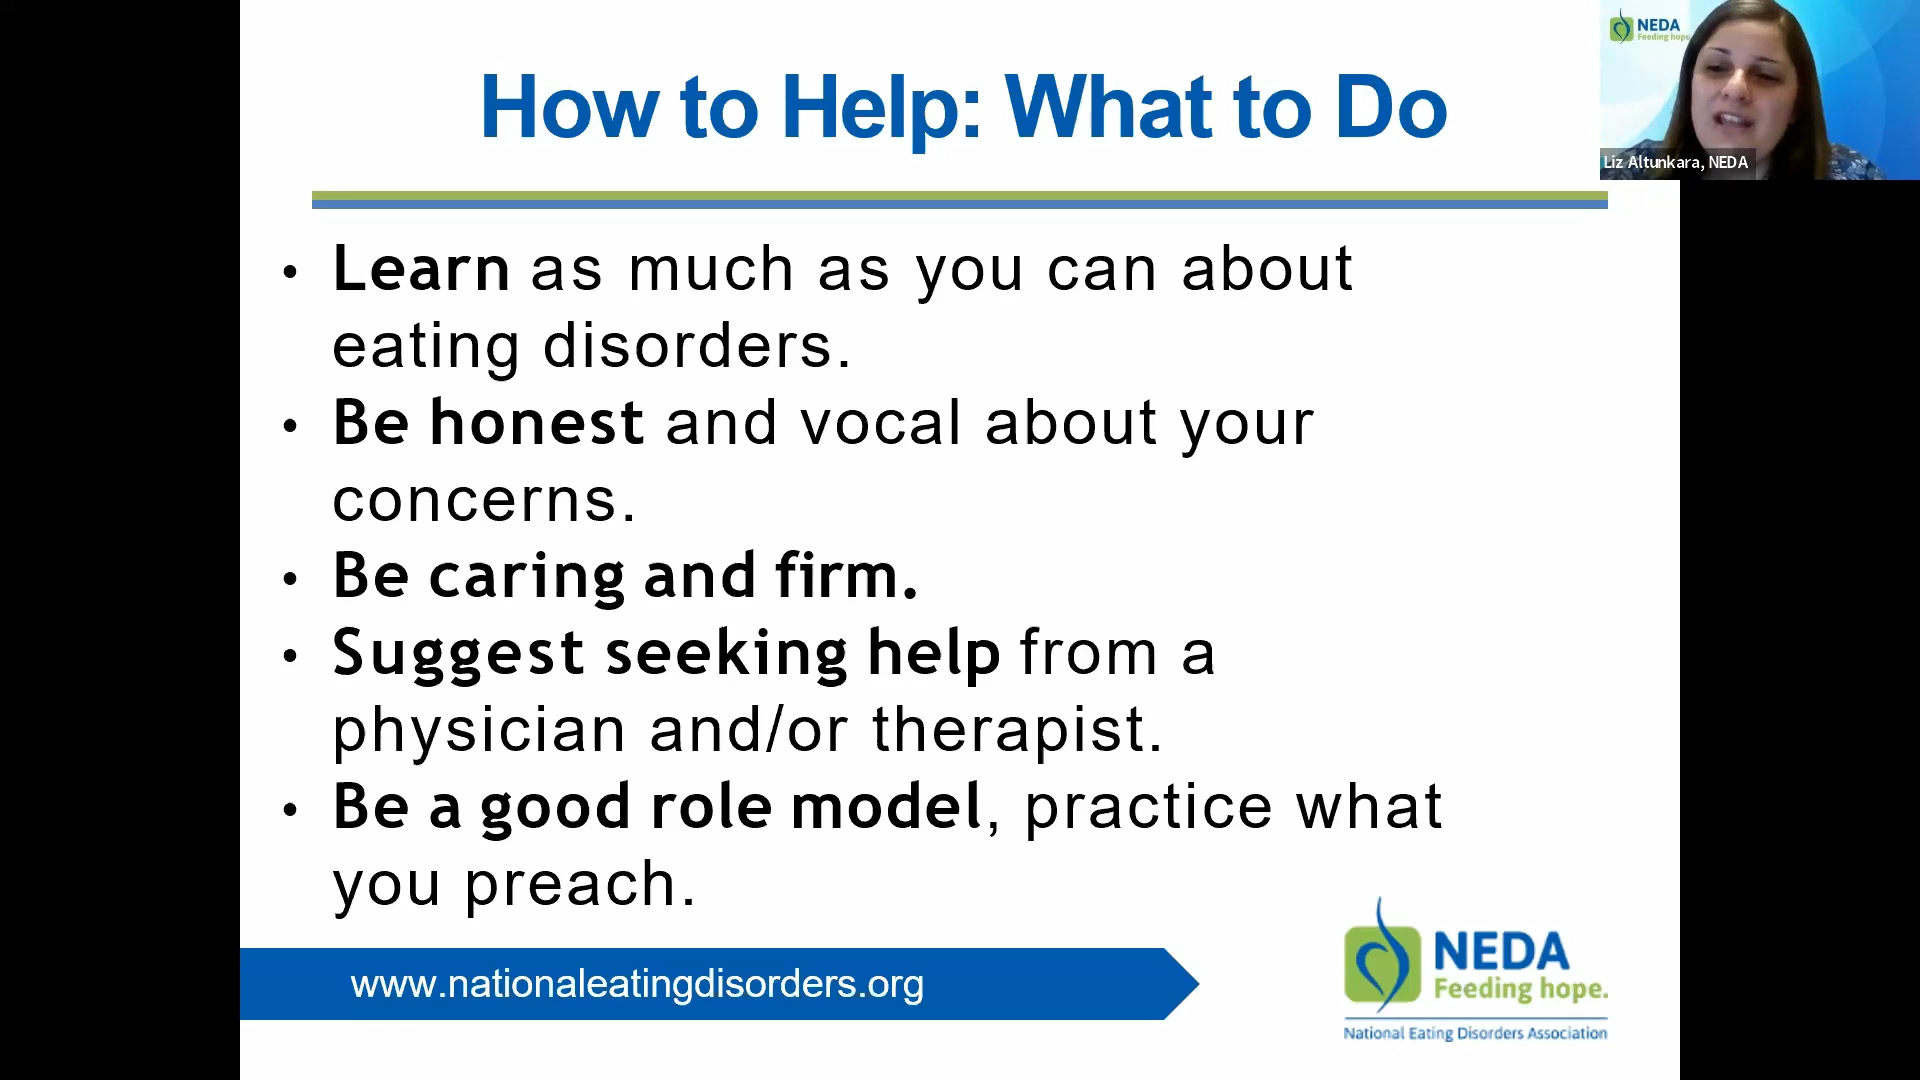 How to Help: What to Do
NEDA
Feeding hope.
Liz Altunkara, NEDA
• Learn as much as you can about
eating disorders.
• Be honest and vocal about your
concerns.
• Be caring and firm.
• Suggest seeking help from a
physician and/or therapist.
• Be a good role model, practice what
you preach.
www.nationaleatingdisorders.org
NEDA
Feeding hope.
National Eating Disorders Association